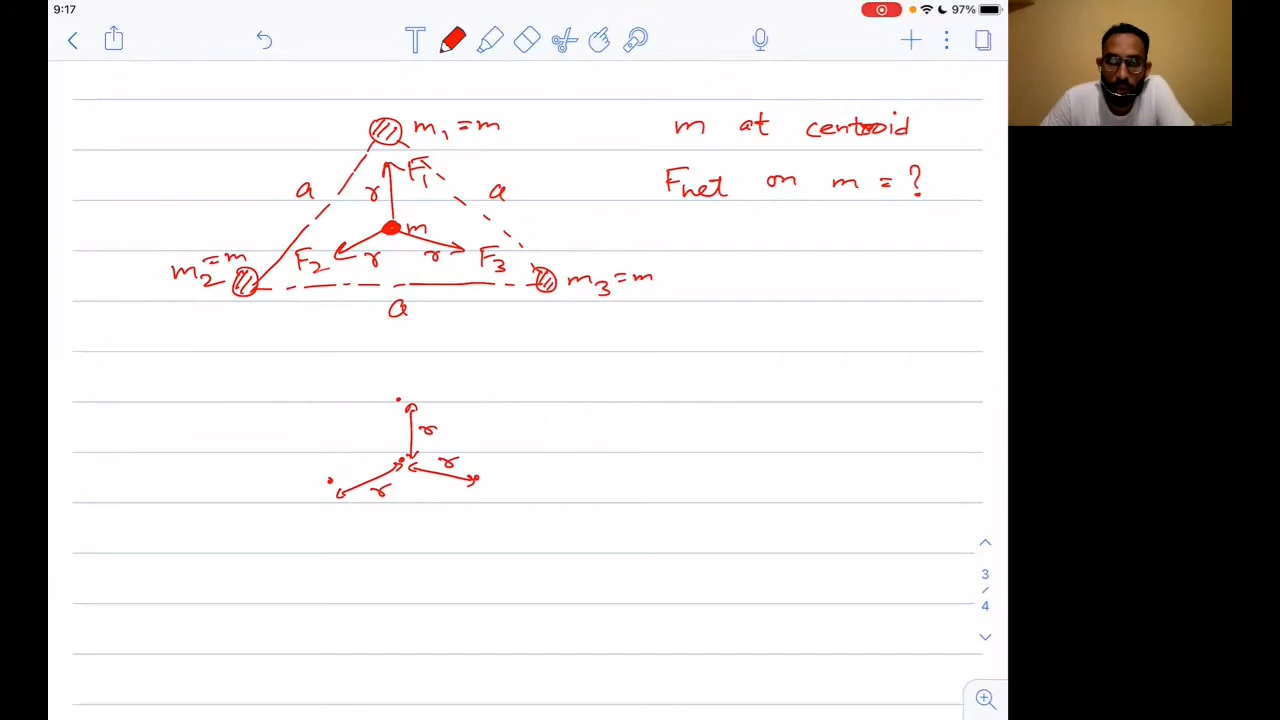 9:17
97%
T
m₁ = m
m at centroid
F₁
a
r
a
Fnet on m = ?
m
m₂ = m
F₂
r
r
F₃
m₃ = m
a
r
r
r
3
/
4